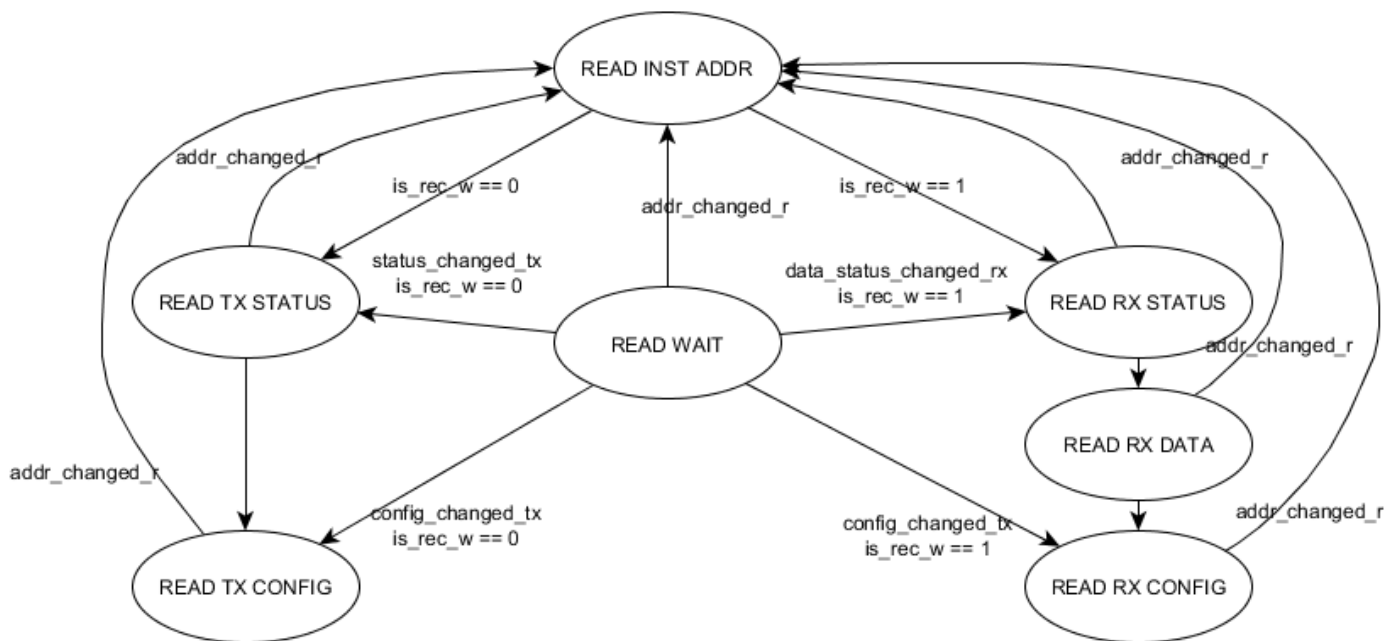 READ INST ADDR
addr_changed_r
addr_changed_r
is_rec_w == 0
is_rec_w == 1
addr_changed_r
status_changed_tx
is_rec_w == 0
data_status_changed_rx
is_rec_w == 1
READ TX STATUS
READ RX STATUS
READ WAIT
addr_changed_r
READ RX DATA
addr_changed_r
config_changed_tx
is_rec_w == 0
config_changed_tx
is_rec_w == 1
addr_changed_r
READ TX CONFIG
READ RX CONFIG